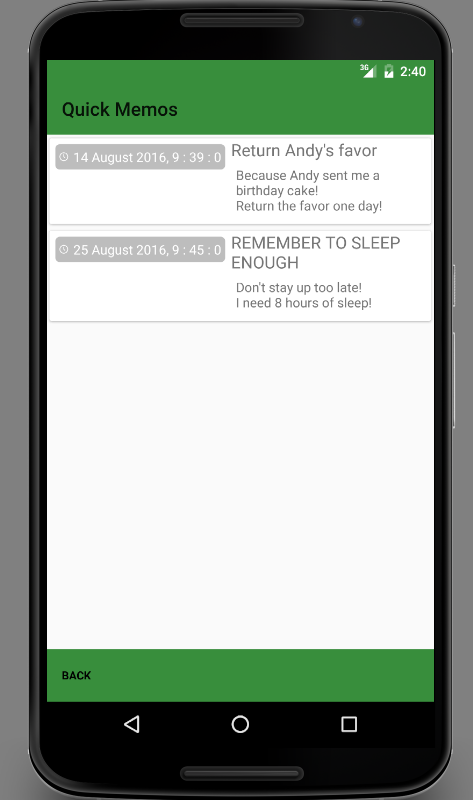 3G 2:40
Quick Memos
14 August 2016, 9 : 39 : 0
Return Andy's favor
Because Andy sent me a
birthday cake!
Return the favor one day!
25 August 2016, 9 : 45 : 0
REMEMBER TO SLEEP
ENOUGH
Don't stay up too late!
I need 8 hours of sleep!
BACK